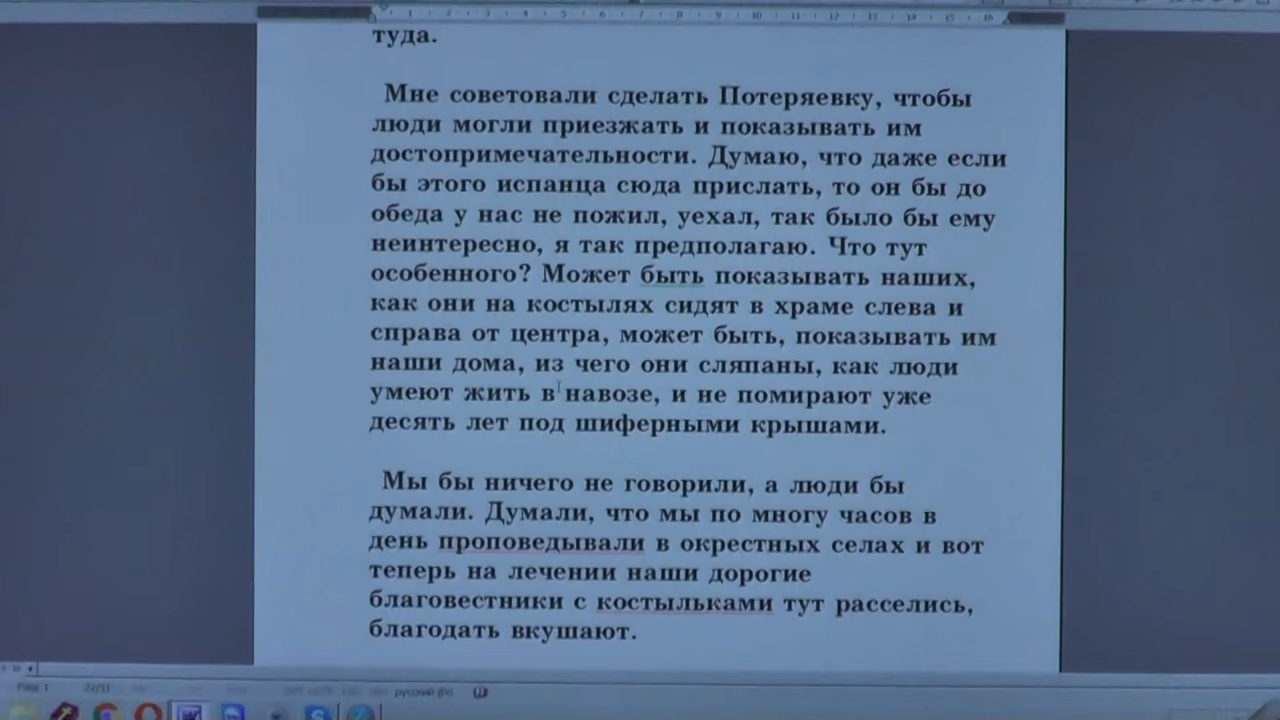 туда.
Мне советовали сделать Потеряевку, чтобы
люди могли приезжать и показывать им
достопримечательности. Думаю, что даже если
бы этого испанца сюда прислать, то он бы до
обеда у нас не пожил, уехал, так было бы ему
неинтересно, я так предполагаю. Что тут
особенного? Может быть показывать наших,
как они на костылях сидят в храме слева и
справа от центра, может быть, показывать им
наши дома, из чего они сляпаны, как люди
умеют жить в навозе, и не помирают уже
десять лет под шиферными крышами.
Мы бы ничего не говорили, а люди бы
думали. Думали, что мы по многу часов в
день проповедывали в окрестных селах и вот
теперь на лечении наши дорогие
благовестники с костыльками тут расселись,
благодать вкушают.